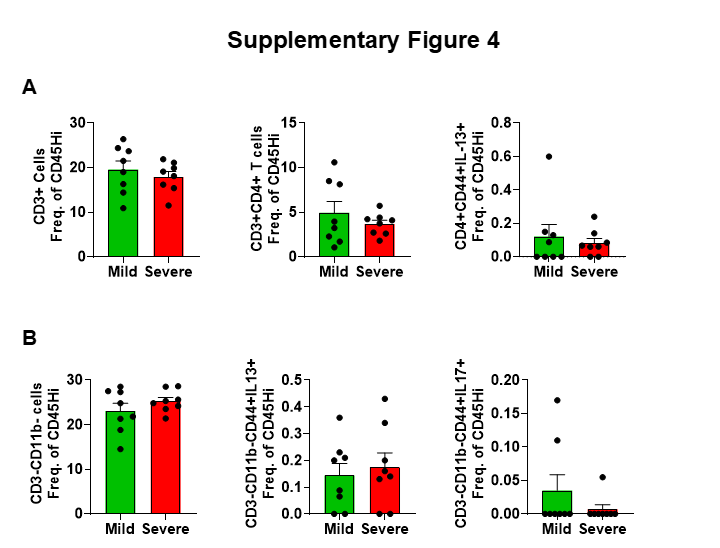 Supplementary Figure 4
A
CD3+ Cells
Freq. of CD45Hi
30
20
10
0
Mild Severe
CD3+CD4+ T cells
Freq. of CD45Hi
15
10
5
0
Mild Severe
CD4+CD44+IL-13+
Freq. of CD45Hi
0.8
0.6
0.4
0.2
0.0
Mild Severe
B
CD3-CD11b- cells
Freq. of CD45Hi
30
20
10
0
Mild Severe
CD3-CD11b-CD44+IL13+
Freq. of CD45Hi
0.5
0.4
0.3
0.2
0.1
0.0
Mild Severe
CD3-CD11b-CD44+IL17+
Freq. of CD45Hi
0.20
0.15
0.10
0.05
0.00
Mild Severe